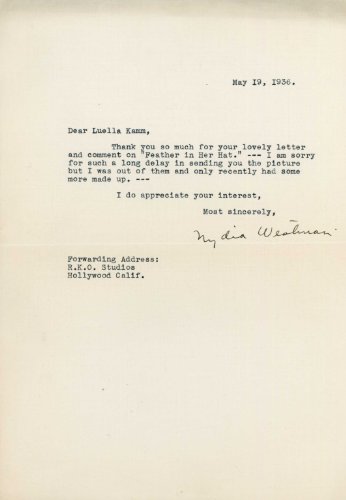 May 19, 1936.
Dear Luella Kamm,
Thank you so much for your lovely letter
and comment on "Feather in Her Hat." --- I am sorry
for such a long delay in sending you the picture
but I was out of them and only recently had some
more made up. ---
I do appreciate your interest,
Most sincerely,
Nydia Westman
Forwarding Address:
R.K.O. Studios
Hollywood Calif.